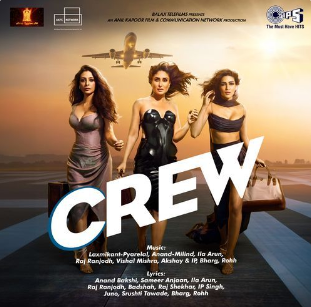 BALAJI TELEFILMS PRESENTS
AN ANIL KAPOOR FILM & COMMUNICATION NETWORK PRODUCTION
TIPS
The Must Have HITS
CREW
Music:
Laxmikant-Pyarelal, Anand-Milind, Ila Arun,
Raj Ranjodh, Vishal Mishra, Akshay & IP, Bharg, Rohh
Lyrics:
Anand Bakshi, Sameer Anjaan, Ila Arun,
Raj Ranjodh, Badshah, Raj Shekhar, IP Singh,
Juno, Srushti Tawade, Bharg, Rohh